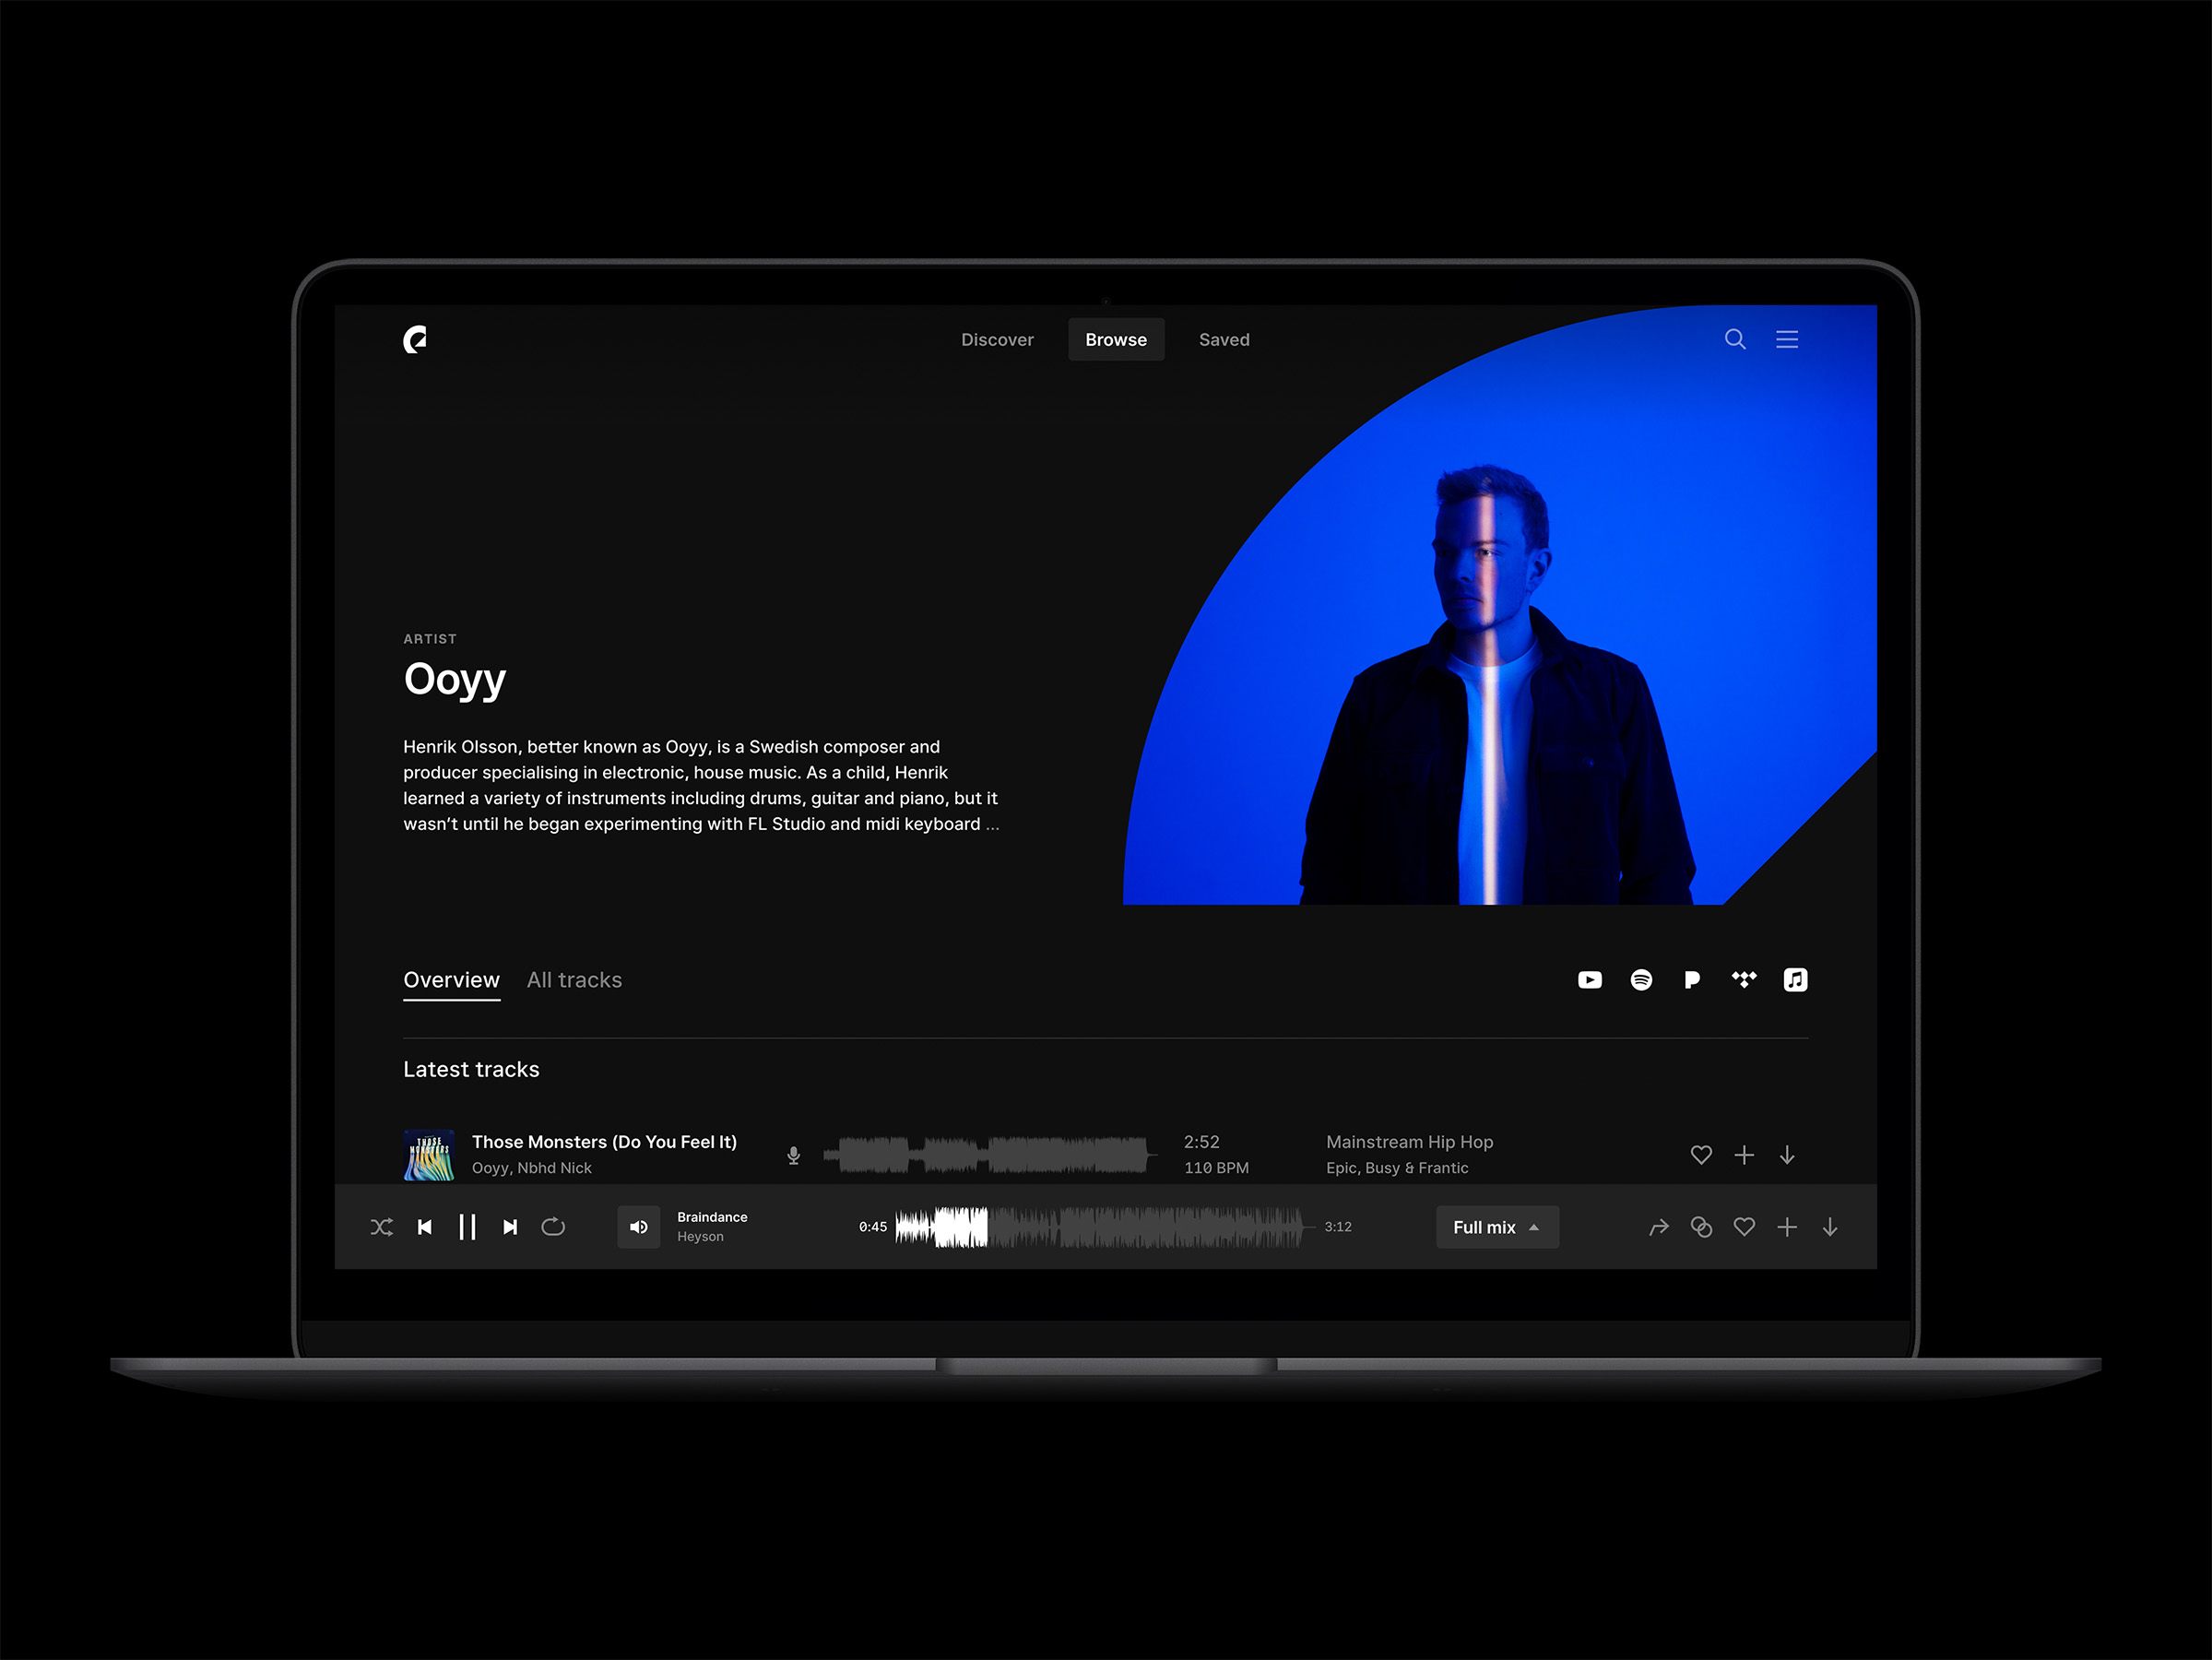 Discover
Browse
Saved
ARTIST
Ooyy
Henrik Olsson, better known as Ooyy, is a Swedish composer and
producer specialising in electronic, house music. As a child, Henrik
learned a variety of instruments including drums, guitar and piano, but it
wasn’t until he began experimenting with FL Studio and midi keyboard ...
Overview
All tracks
Latest tracks
THOSE
MONSTERS
Those Monsters (Do You Feel It)
Ooyy, Nbhd Nick
2:52
110 BPM
Mainstream Hip Hop
Epic, Busy & Frantic
Braindance
Heyson
0:45
3:12
Full mix